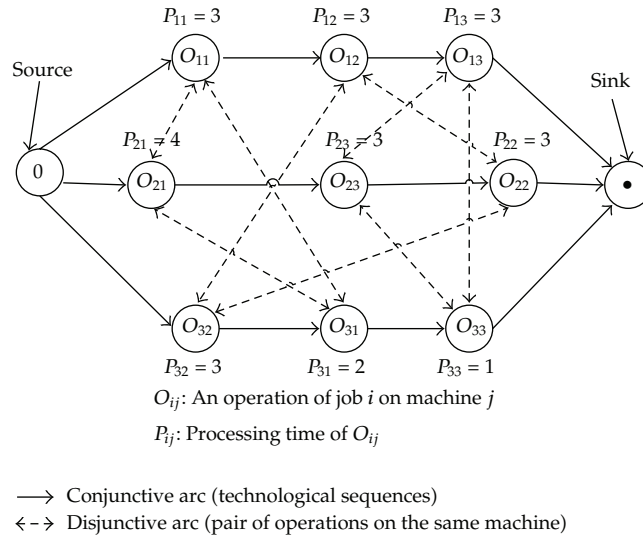 P₁₁ = 3 P₁₂ = 3 P₁₃ = 3
Source O₁₁ O₁₂ O₁₃ Sink
P₂₁ = 4 P₂₃ = 3 P₂₂ = 3
0 O₂₁ O₂₃ O₂₂
O₃₂ O₃₁ O₃₃
P₃₂ = 3 P₃₁ = 2 P₃₃ = 1
Oᵢⱼ: An operation of job i on machine j
Pᵢⱼ: Processing time of Oᵢⱼ
Conjunctive arc (technological sequences)
Disjunctive arc (pair of operations on the same machine)